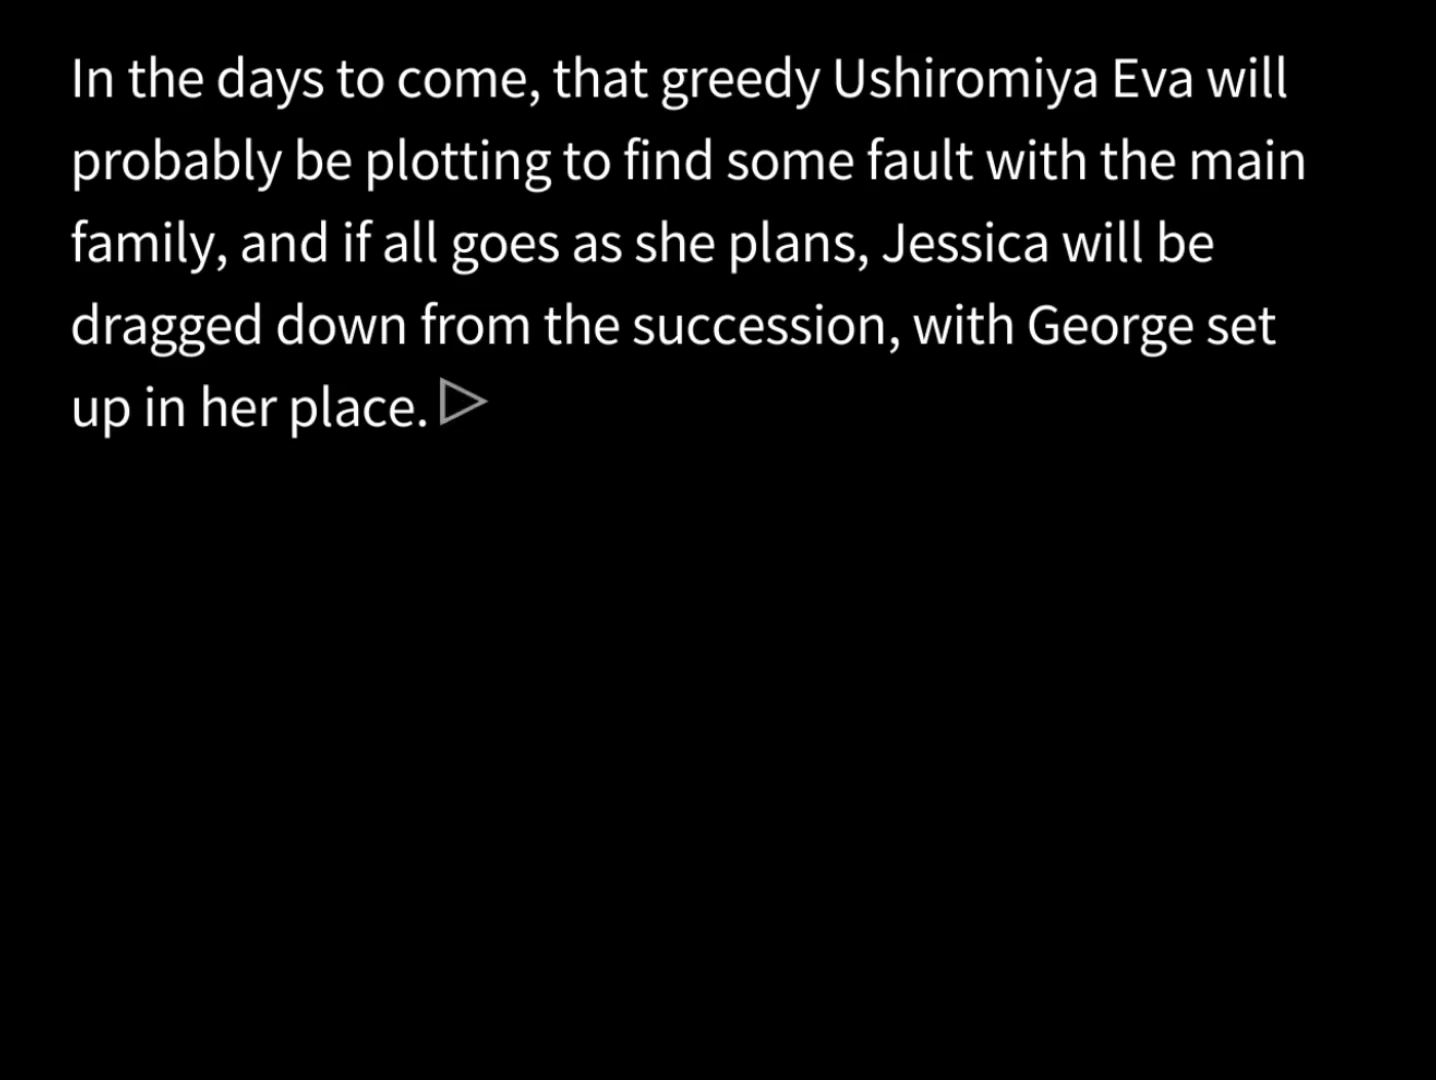 In the days to come, that greedy Ushiromiya Eva will
probably be plotting to find some fault with the main
family, and if all goes as she plans, Jessica will be
dragged down from the succession, with George set
up in her place.